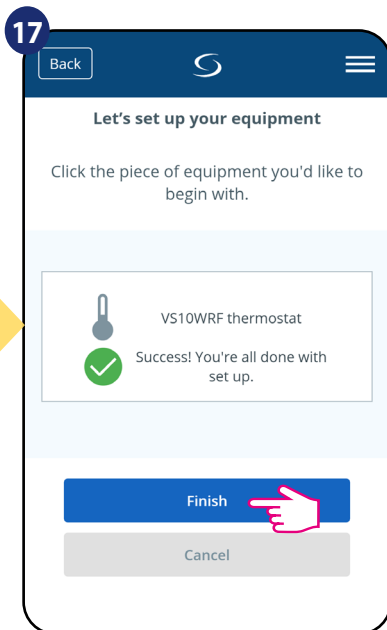 17
Back
Let's set up your equipment
Click the piece of equipment you'd like to
begin with.
VS10WRF thermostat
Success! You're all done with
set up.
Finish
Cancel